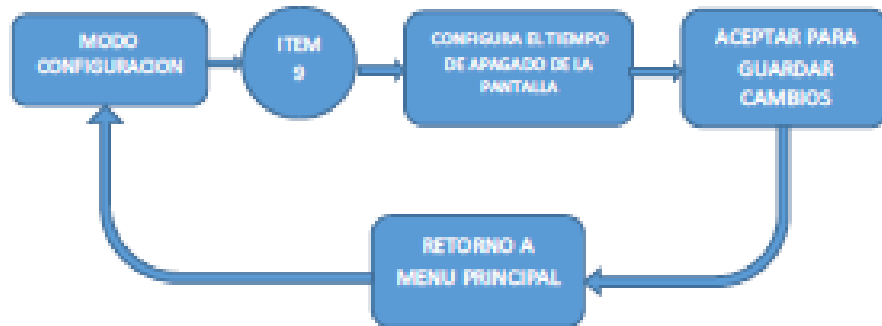 MODO
CONFIGURACION
ITEM
9
CONFIGURA EL TIEMPO
DE APAGADO DE LA
PANTALLA
ACEPTAR PARA
GUARDAR
CAMBIOS
RETORNO A
MENU PRINCIPAL